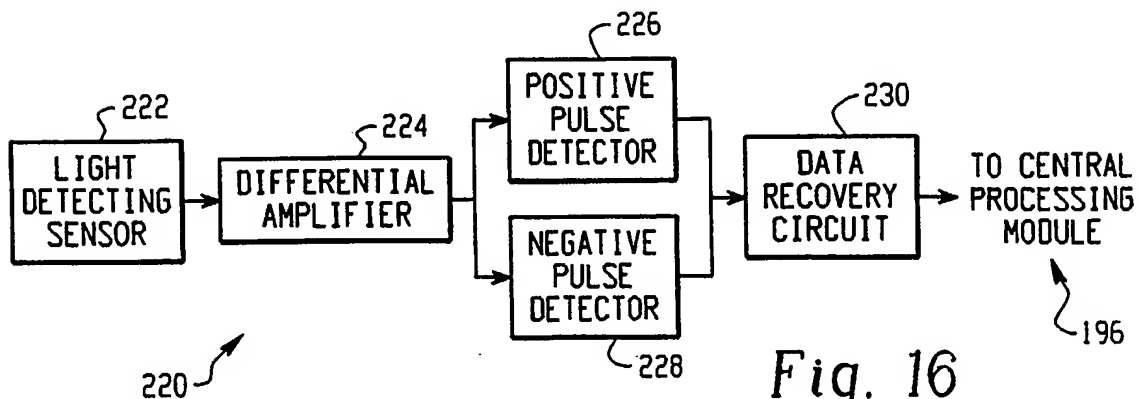 222
LIGHT
DETECTING
SENSOR
224
DIFFERENTIAL
AMPLIFIER
226
POSITIVE
PULSE
DETECTOR
NEGATIVE
PULSE
DETECTOR
228
230
DATA
RECOVERY
CIRCUIT
TO CENTRAL
PROCESSING
MODULE
196
220
Fig. 16